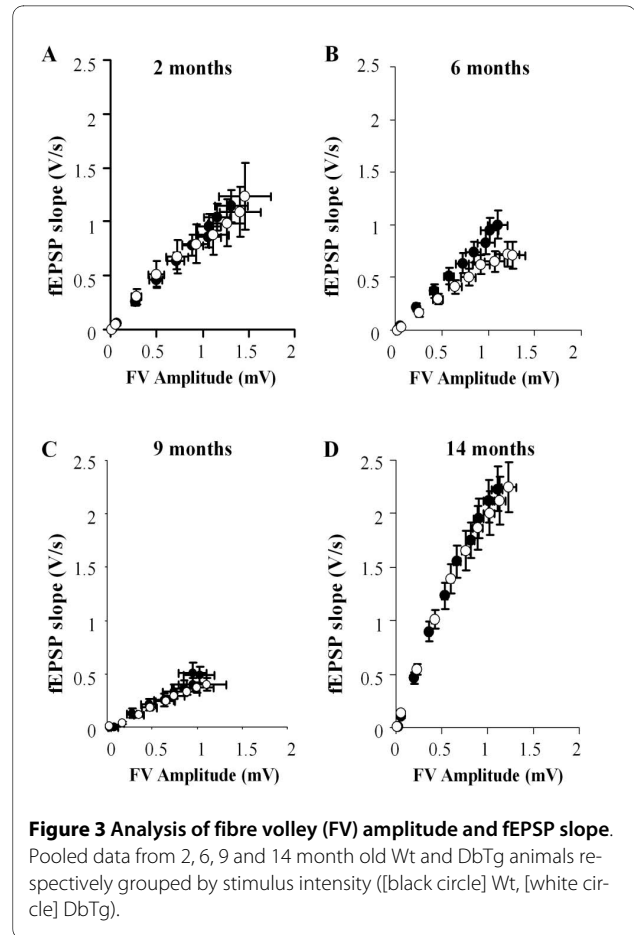 A
2 months
2.5
2
1.5
1
0.5
0
fEPSP slope (V/s)
0 0.5 1 1.5 2
FV Amplitude (mV)
B
6 months
2.5
2
1.5
1
0.5
0
fEPSP slope (V/s)
0 0.5 1 1.5 2
FV Amplitude (mV)
C
9 months
2.5
2
1.5
1
0.5
0
fEPSP slope (V/s)
0 0.5 1 1.5 2
FV Amplitude (mV)
D
14 months
2.5
2
1.5
1
0.5
0
fEPSP slope (V/s)
0 0.5 1 1.5 2
FV Amplitude (mV)
Figure 3 Analysis of fibre volley (FV) amplitude and fEPSP slope.
Pooled data from 2, 6, 9 and 14 month old Wt and DbTg animals re-
spectively grouped by stimulus intensity ([black circle] Wt, [white cir-
cle] DbTg).